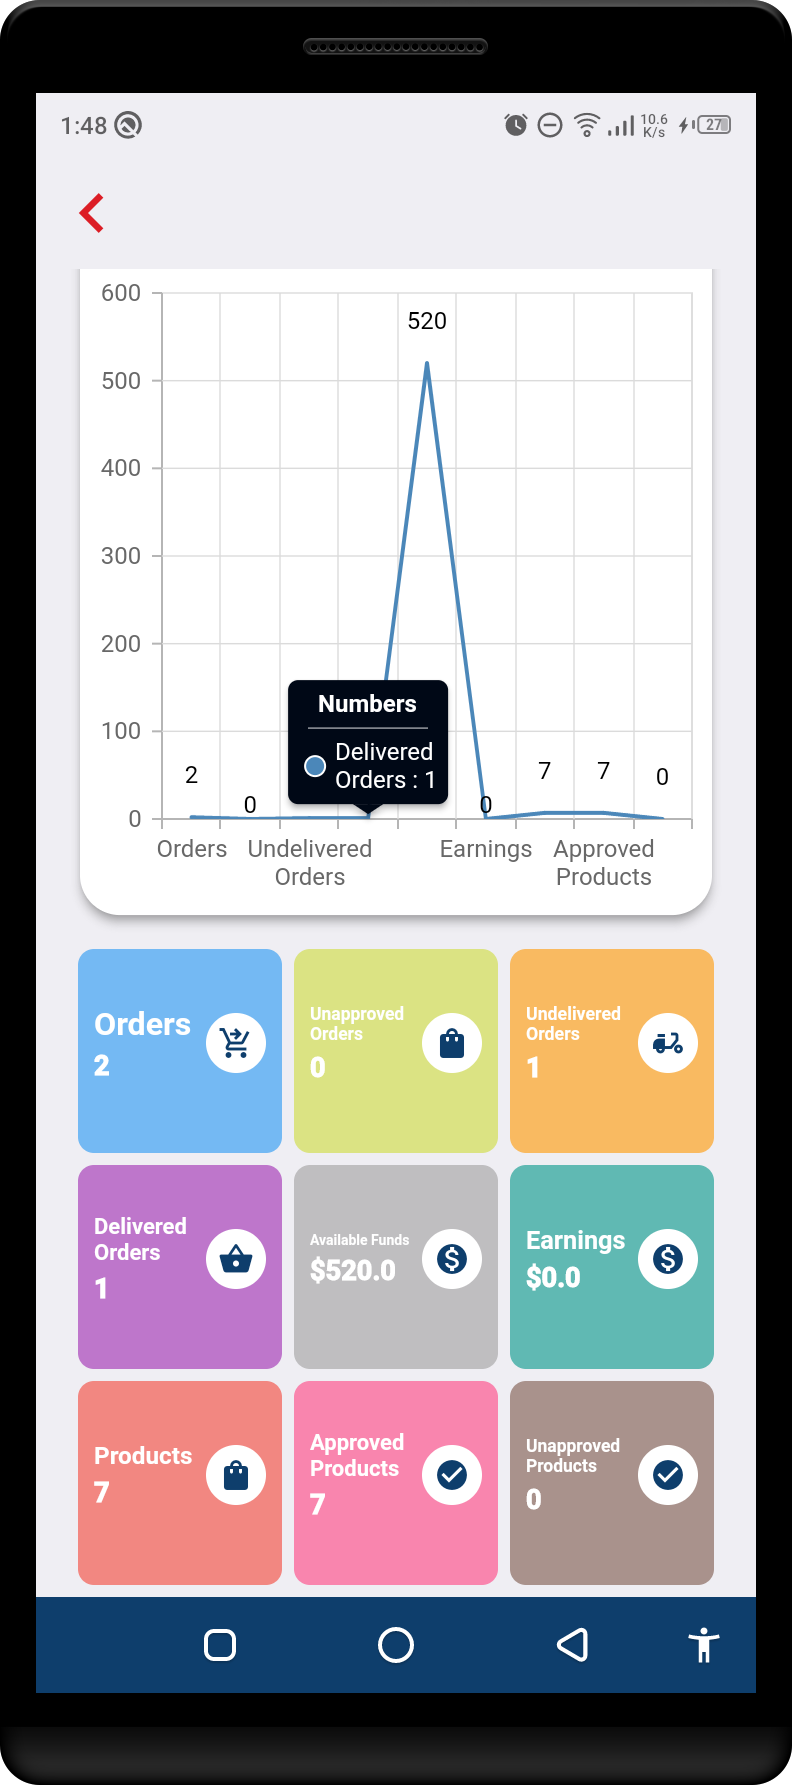 1:48
10.6
K/s
27
600
520
500
400
300
200
Numbers
100
Delivered
Orders : 1
2
0
0
7
7
0
0
Orders
Undelivered
Orders
Earnings
Approved
Products
Orders
2
Unapproved
Orders
0
Undelivered
Orders
1
Delivered
Orders
1
Available Funds
$520.0
Earnings
$0.0
Products
7
Approved
Products
7
Unapproved
Products
0